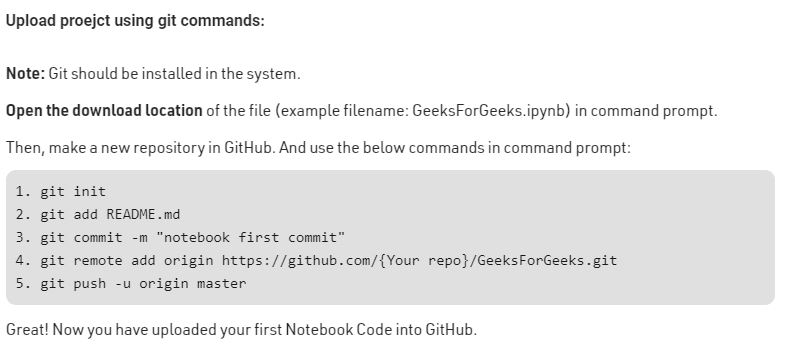 Upload proejct using git commands:
Note: Git should be installed in the system.
Open the download location of the file (example filename: GeeksForGeeks.ipynb) in command prompt.
Then, make a new repository in GitHub. And use the below commands in command prompt:
1. git init
2. git add README.md
3. git commit -m "notebook first commit"
4. git remote add origin https://github.com/{Your repo}/GeeksForGeeks.git
5. git push -u origin master
Great! Now you have uploaded your first Notebook Code into GitHub.